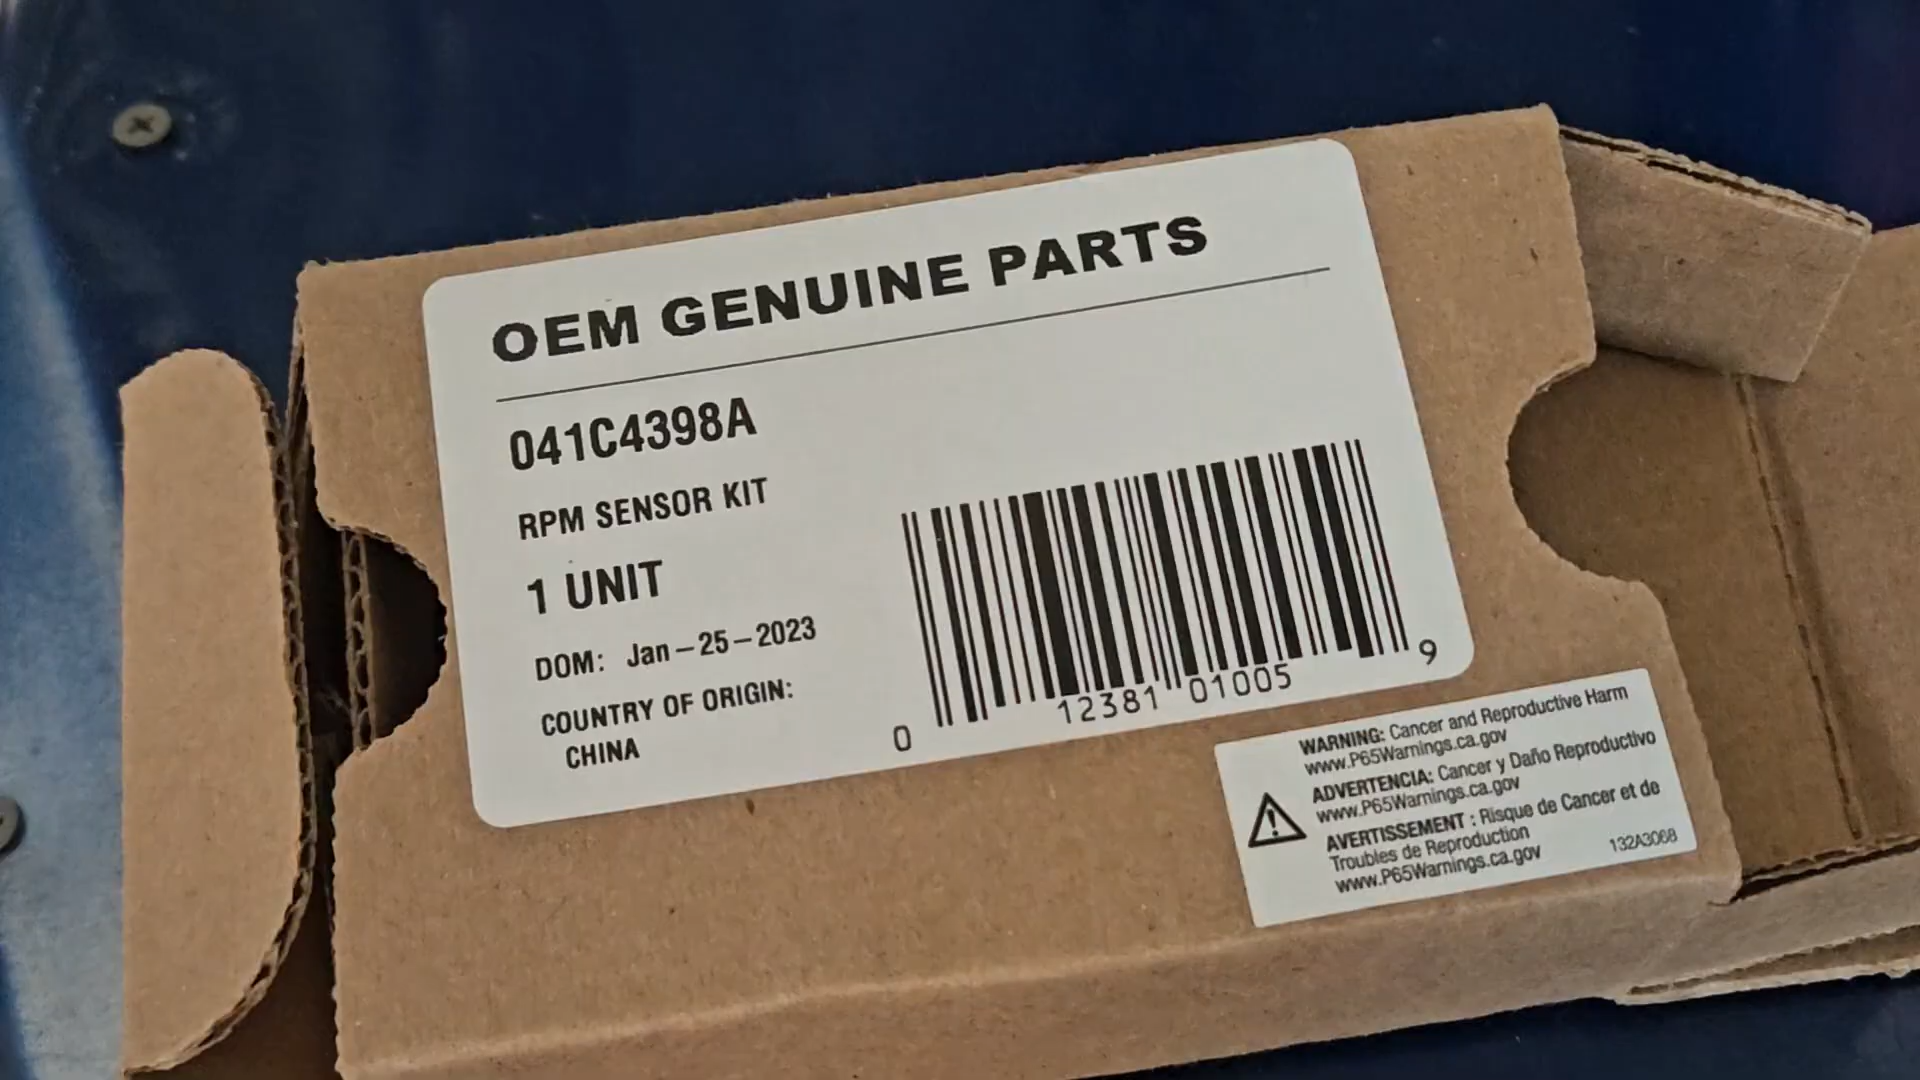 OEM GENUINE PARTS
041C4398A
RPM SENSOR KIT
1 UNIT
DOM: Jan-25-2023
COUNTRY OF ORIGIN:
CHINA
0 12381 01005 9
WARNING: Cancer and Reproductive Harm
www.P65Warnings.ca.gov
ADVERTENCIA: Cancer y Daño Reproductivo
www.P65Warnings.ca.gov
AVERTISSEMENT : Risque de Cancer et de
Troubles de Reproduction
www.P65Warnings.ca.gov
132A3068